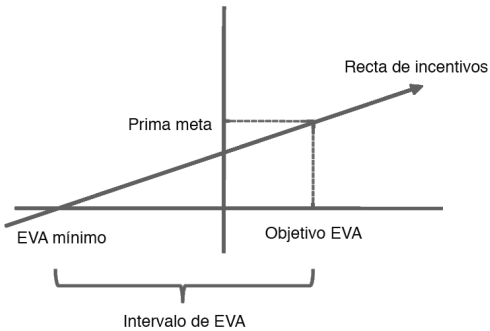 Recta de incentivos
Prima meta
EVA mínimo
Objetivo EVA
Intervalo de EVA